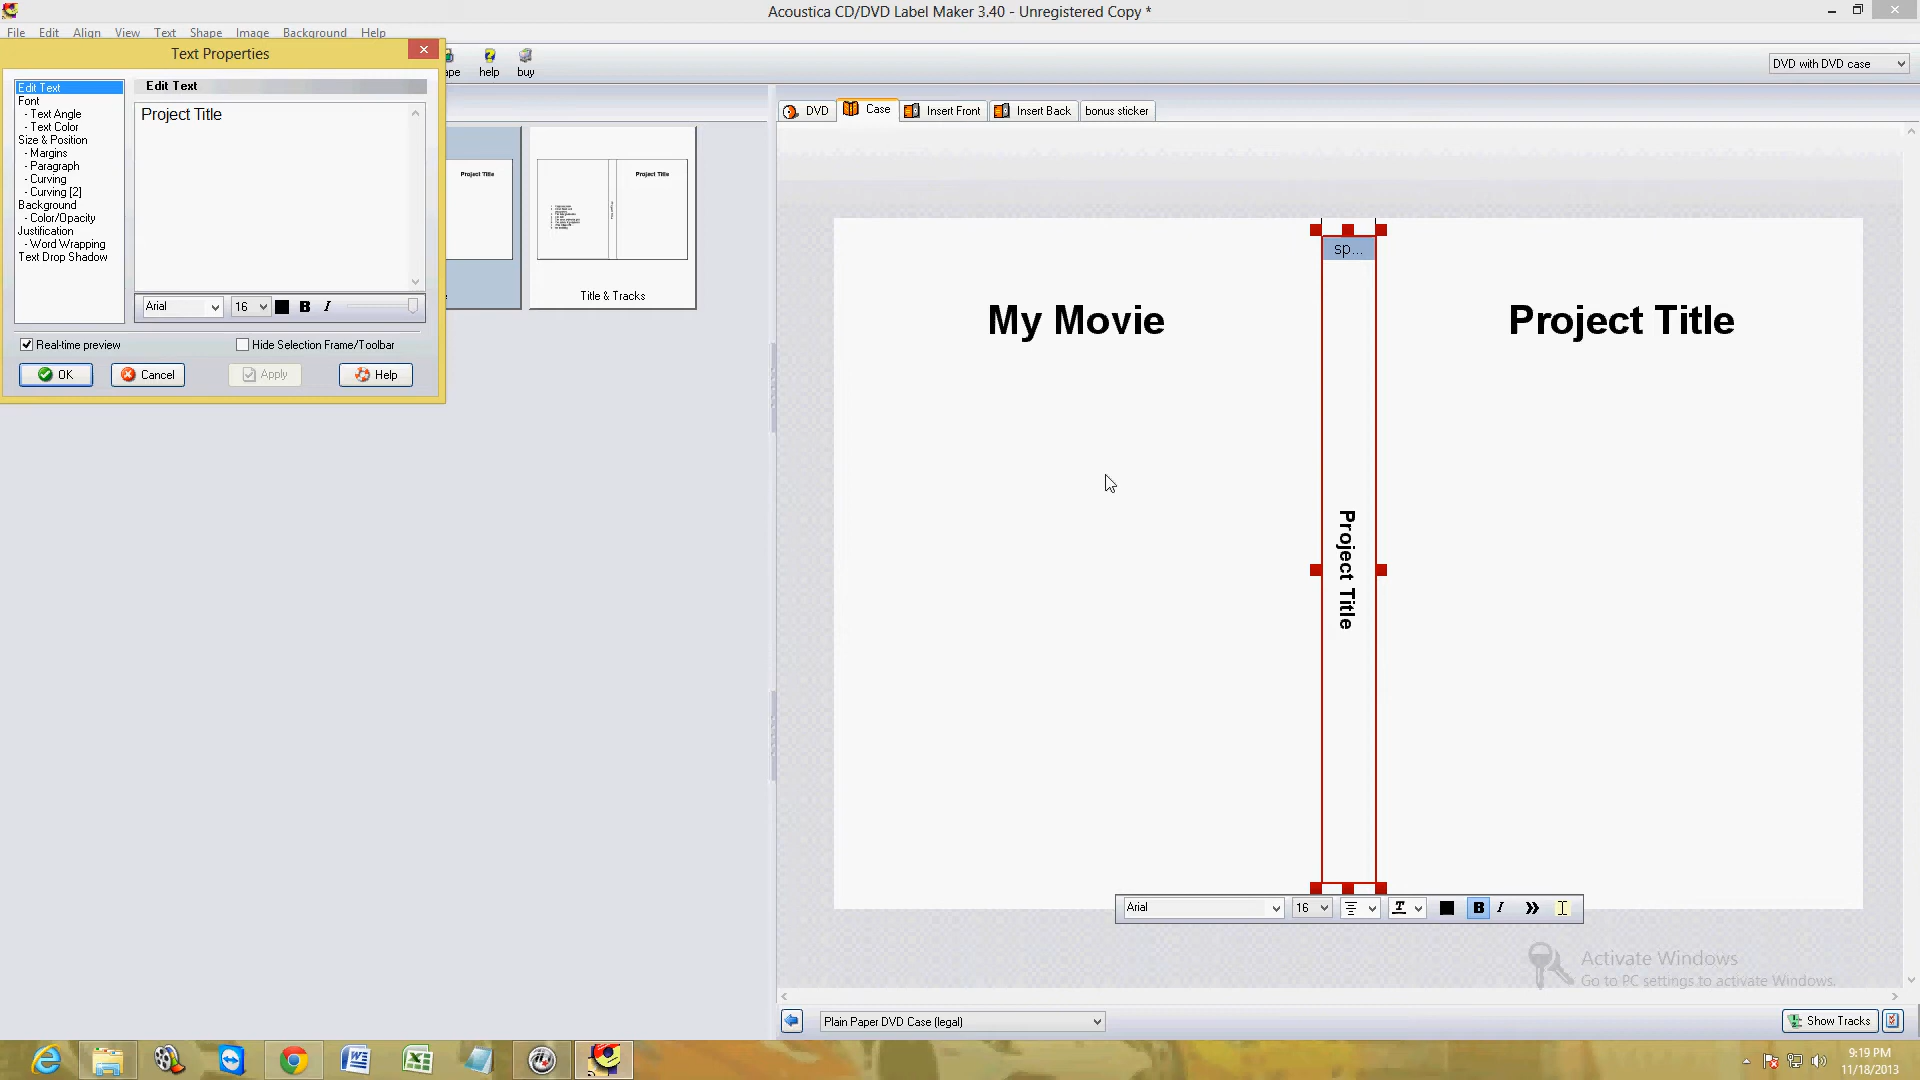 Acoustica CD/DVD Label Maker 3.40 - Unregistered Copy *
File Edit Align View Text Shape Image Background Help
Text Properties
ape help buy
DVD with DVD case
Edit Text
Font
- Text Angle
- Text Color
Size & Position
- Margins
- Paragraph
- Curving
- Curving [2]
Background
- Color/Opacity
Justification
- Word Wrapping
Text Drop Shadow
Edit Text
Project Title
Arial 16 B I
Real-time preview Hide Selection Frame/Toolbar
OK Cancel Apply Help
Project Title
Project Title
Title & Tracks
DVD Case Insert Front Insert Back bonus sticker
sp...
My Movie
Project Title
Project Title
Arial 16 T B I
Activate Windows
Go to PC settings to activate Windows.
Plain Paper DVD Case (legal)
Show Tracks
9:19 PM
11/18/2013